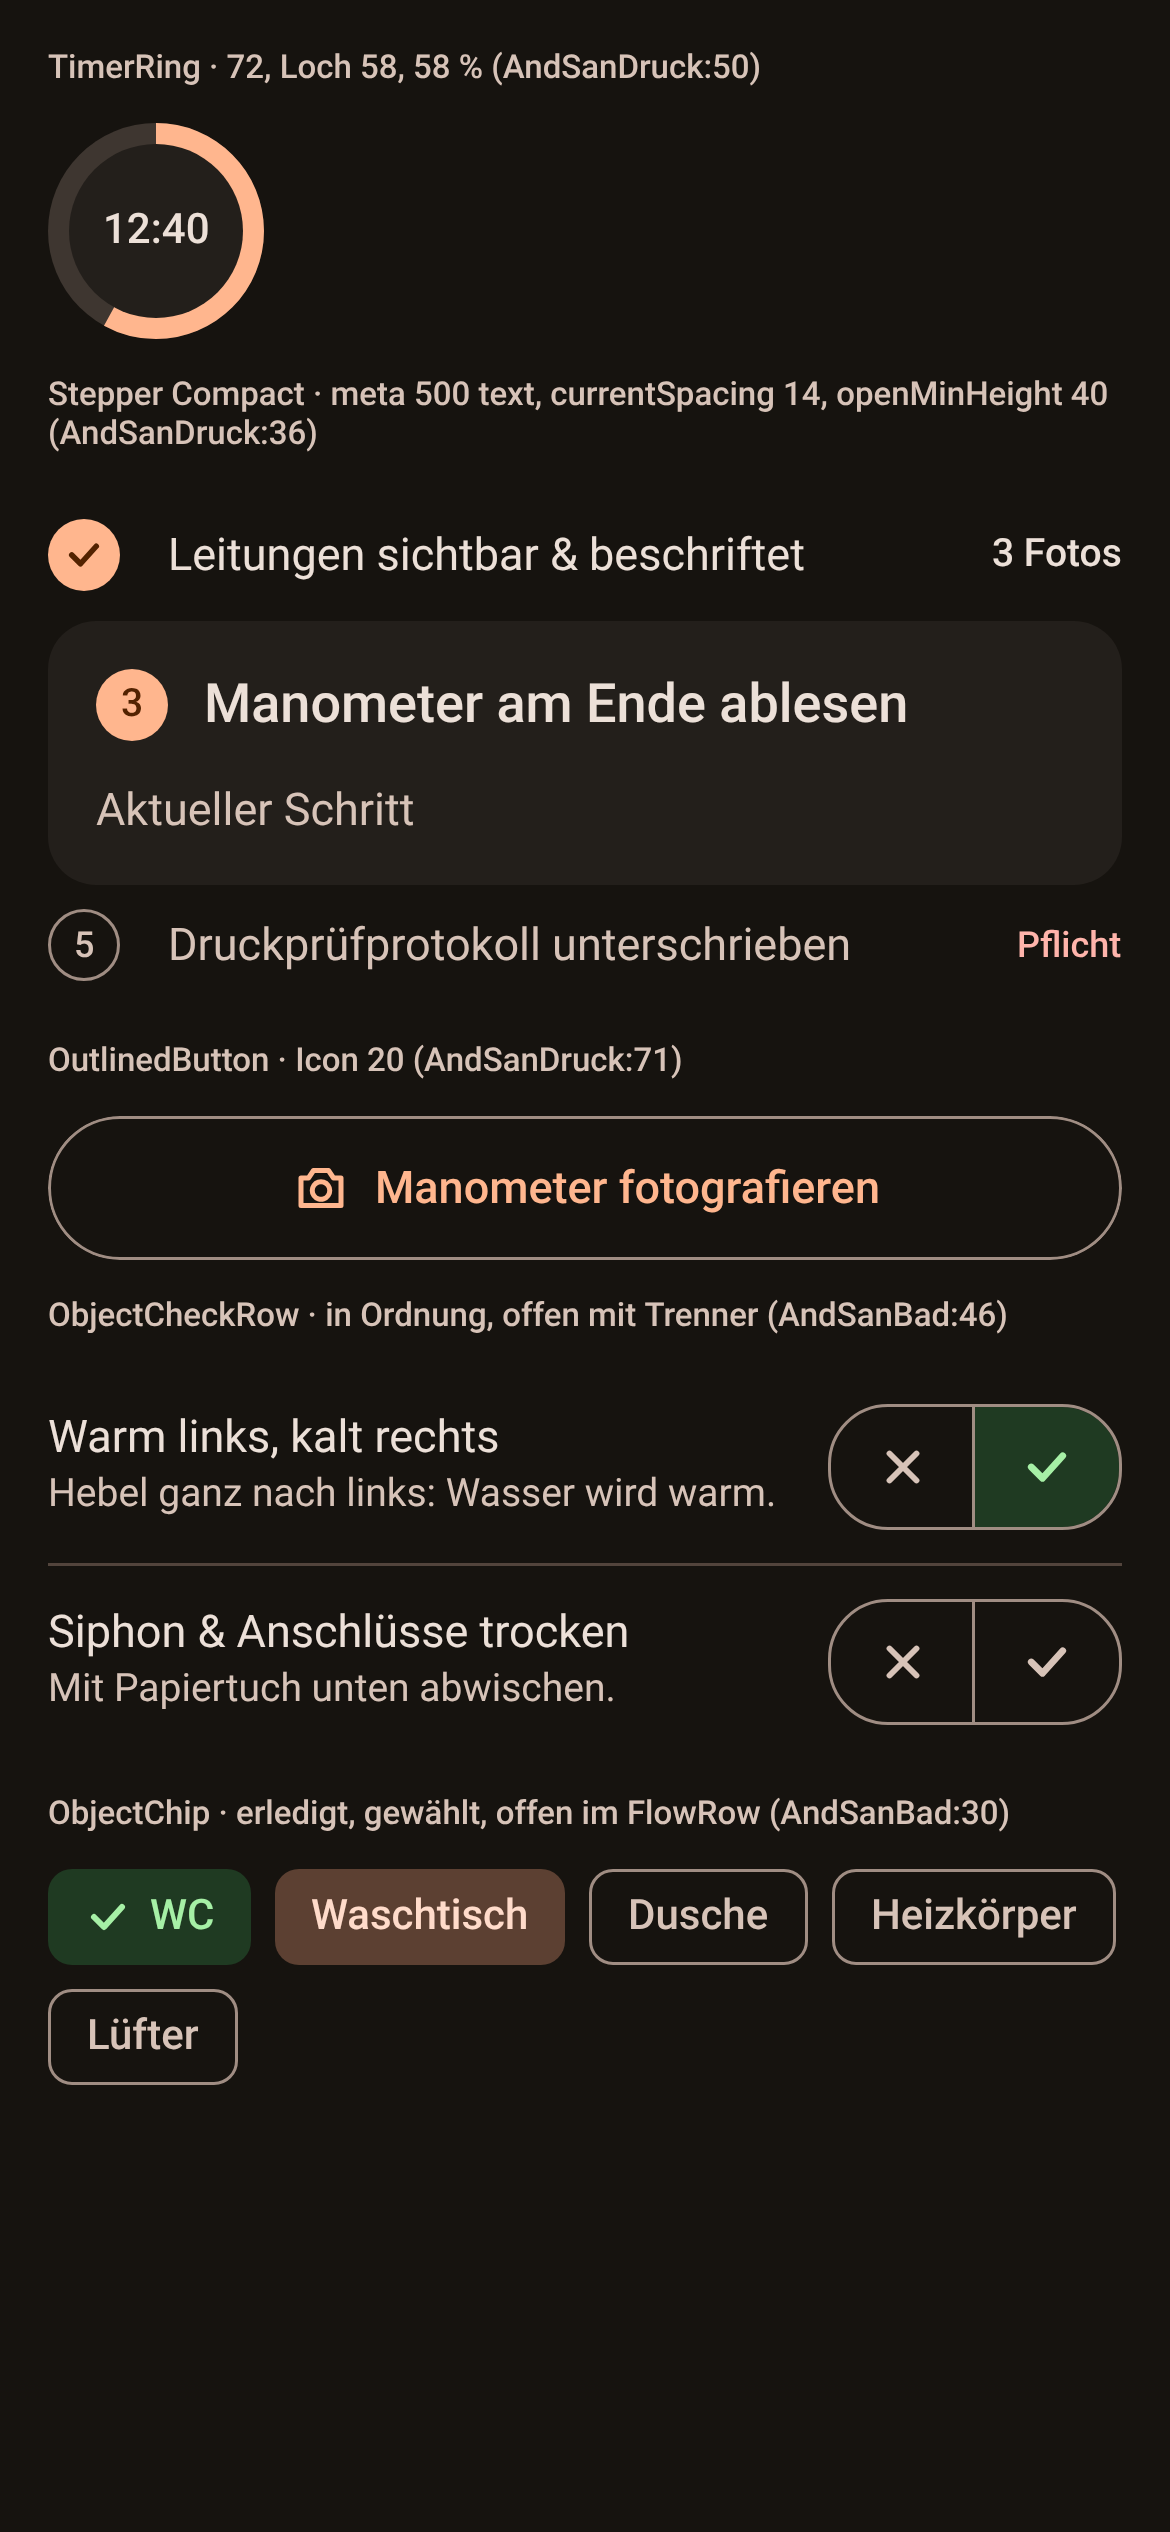 TimerRing · 72, Loch 58, 58 % (AndSanDruck:50)
12:40
Stepper Compact · meta 500 text, currentSpacing 14, openMinHeight 40
(AndSanDruck:36)
Leitungen sichtbar & beschriftet 3 Fotos
3 Manometer am Ende ablesen
Aktueller Schritt
5 Druckprüfprotokoll unterschrieben Pflicht
OutlinedButton · Icon 20 (AndSanDruck:71)
Manometer fotografieren
ObjectCheckRow · in Ordnung, offen mit Trenner (AndSanBad:46)
Warm links, kalt rechts
Hebel ganz nach links: Wasser wird warm.
Siphon & Anschlüsse trocken
Mit Papiertuch unten abwischen.
ObjectChip · erledigt, gewählt, offen im FlowRow (AndSanBad:30)
WC Waschtisch Dusche Heizkörper
Lüfter